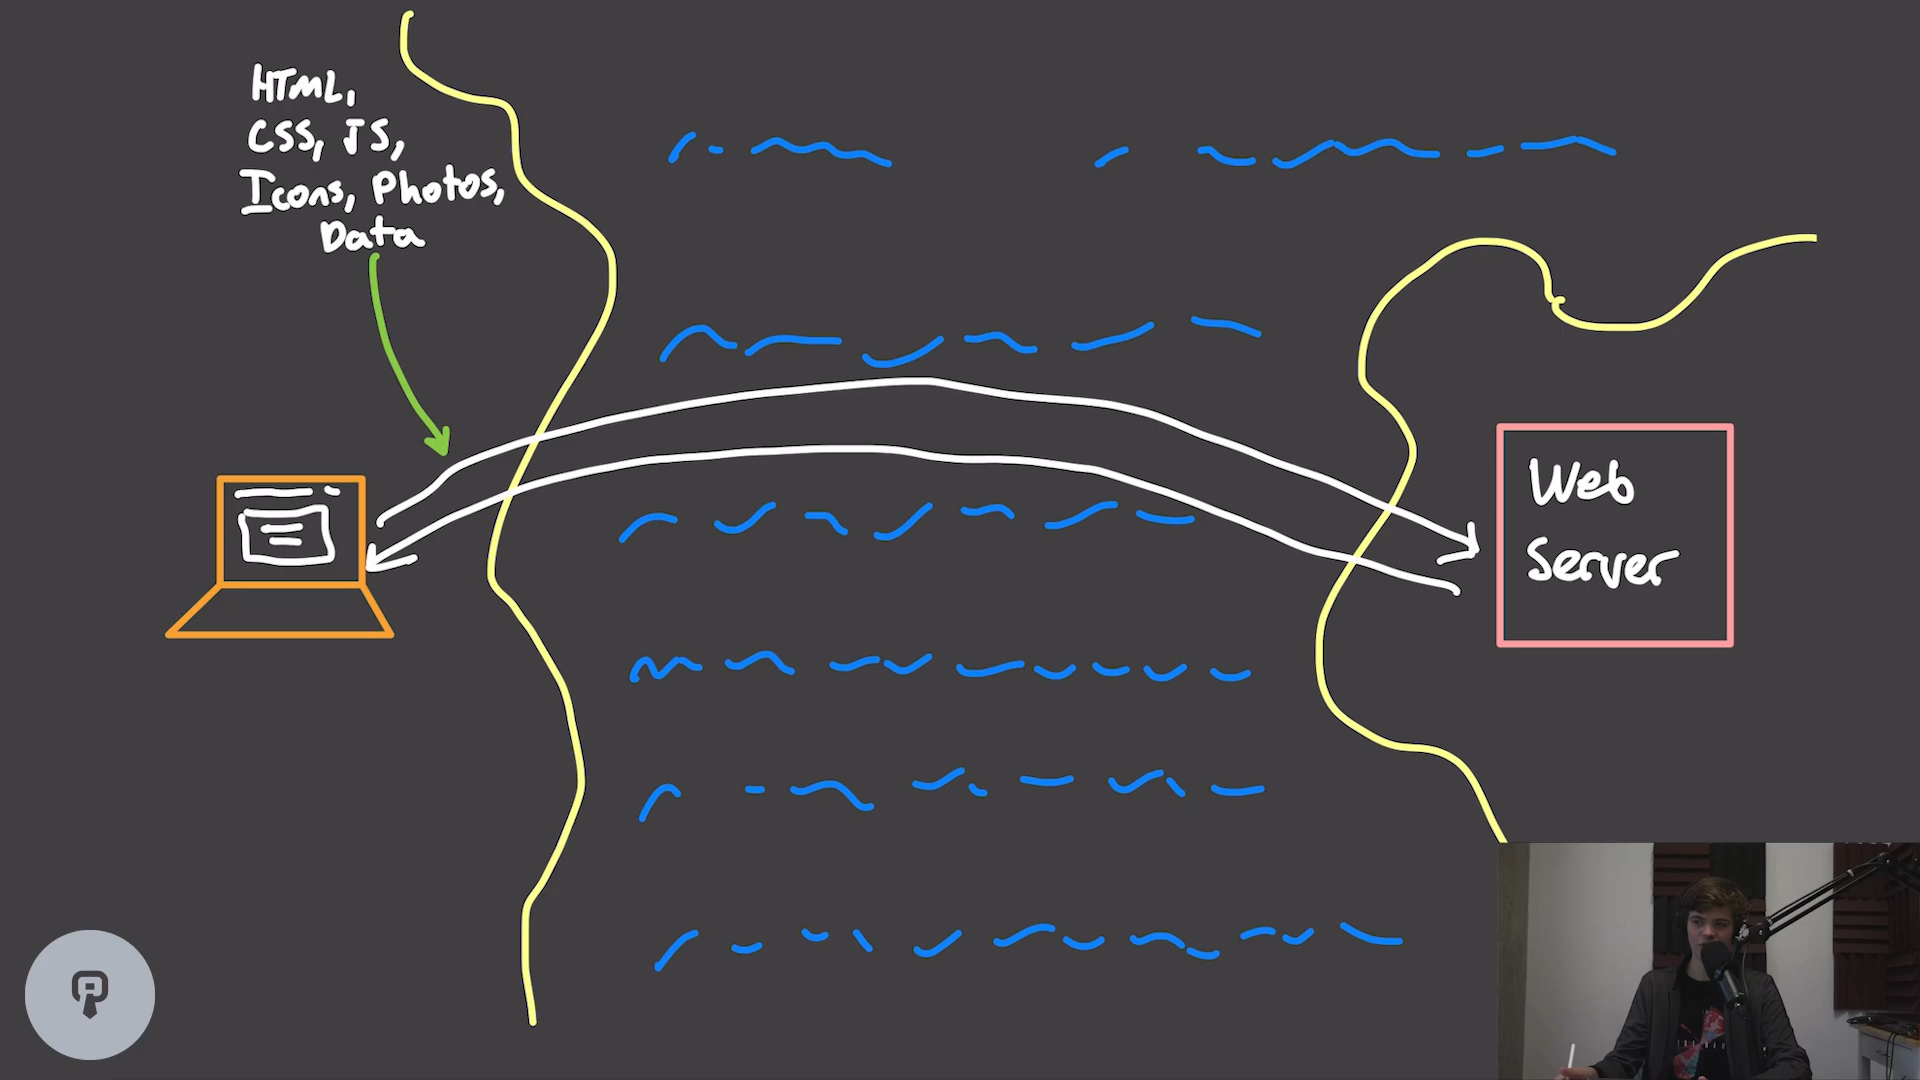 HTML,
CSS, JS,
Icons, Photos,
Data
Web
Server